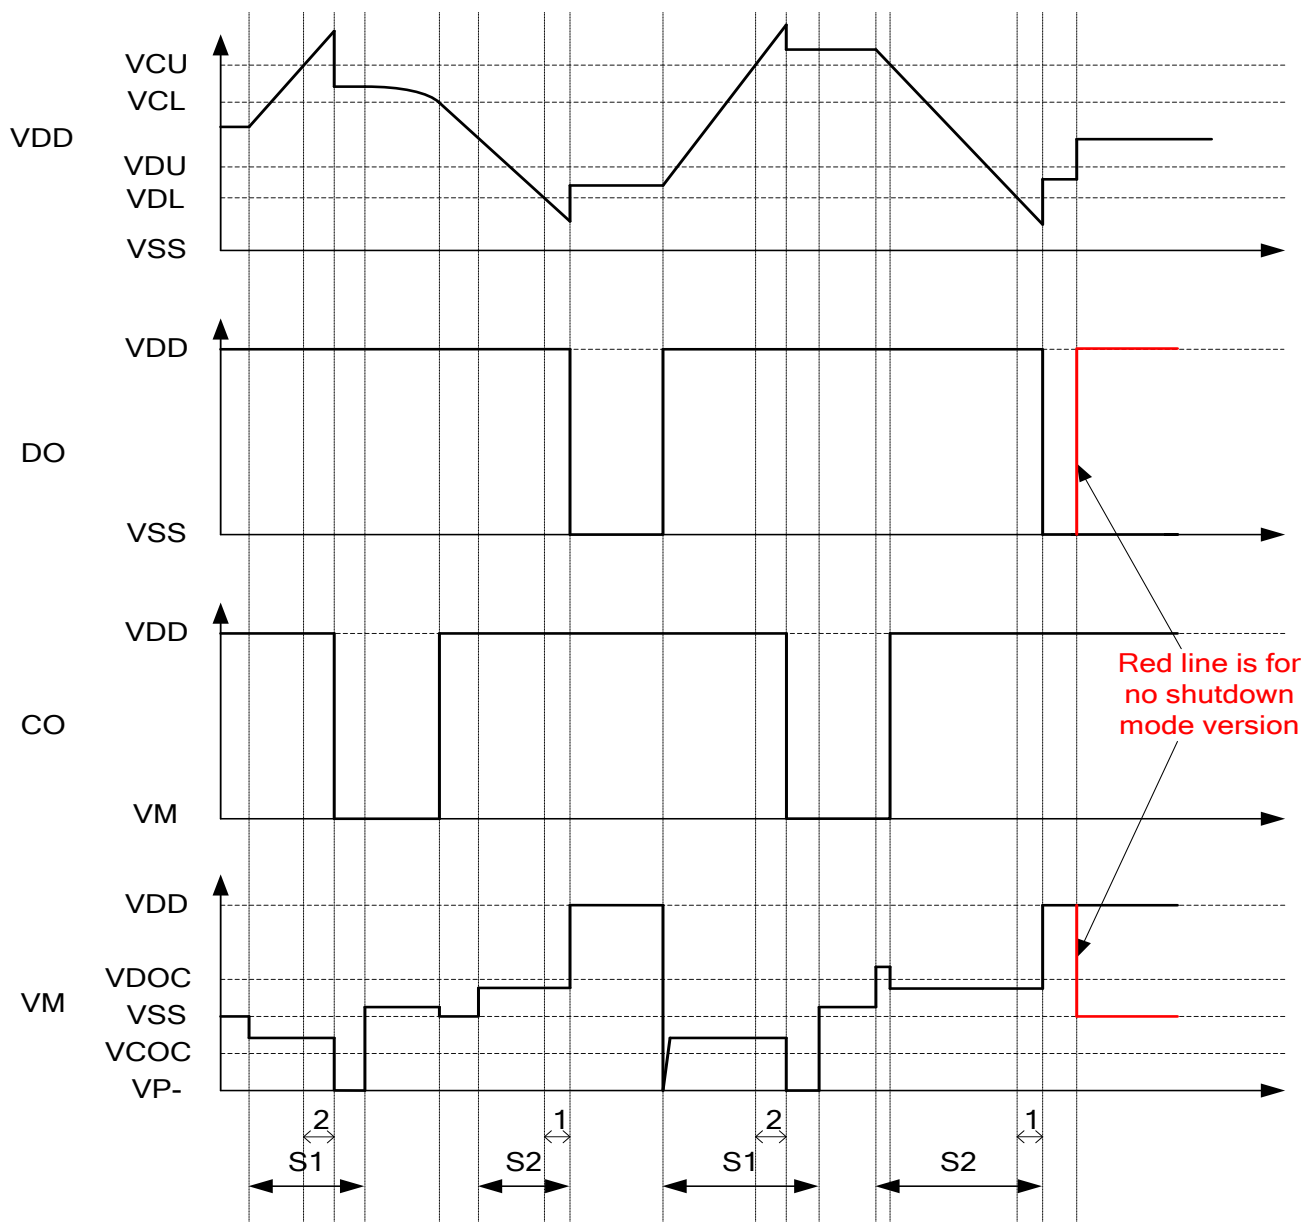 VCU
VCL
VDD
VDU
VDL
VSS
VDD
DO
VSS
VDD
Red line is for
no shutdown
mode version
CO
VM
VDD
VDOC
VM
VSS
VCOC
VP-
2
1
2
1
S1
S2
S1
S2